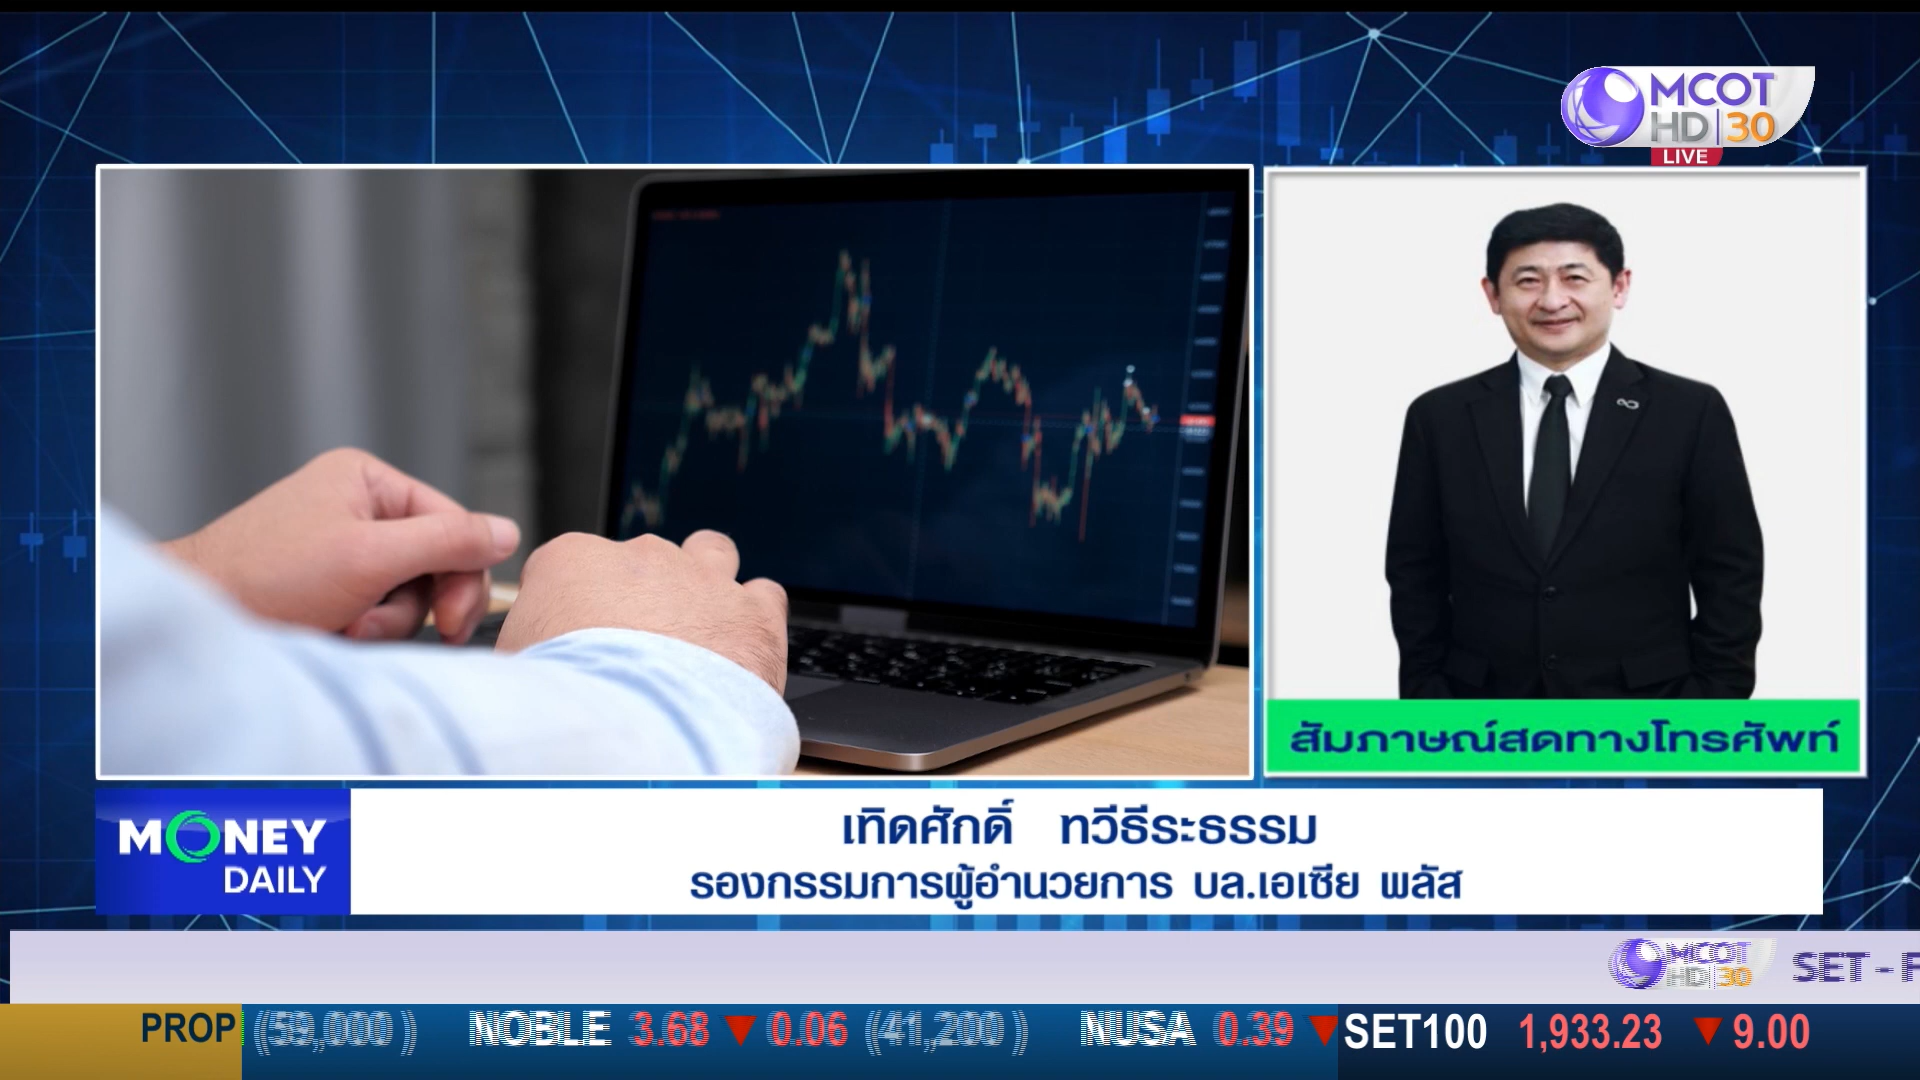 MCOT
HD 30
LIVE
สัมภาษณ์สดทางโทรศัพท์
MONEY
DAILY
เทิดศักดิ์ ทวีธีระธรรม
รองกรรมการผู้อำนวยการ บล.เอเซีย พลัส
MCOT
HD 30
SET - F
PROP (59,000) NOBLE 3.68 ▼ 0.06 (41,200) NUSA 0.39 ▼ SET100 1,933.23 ▼ 9.00